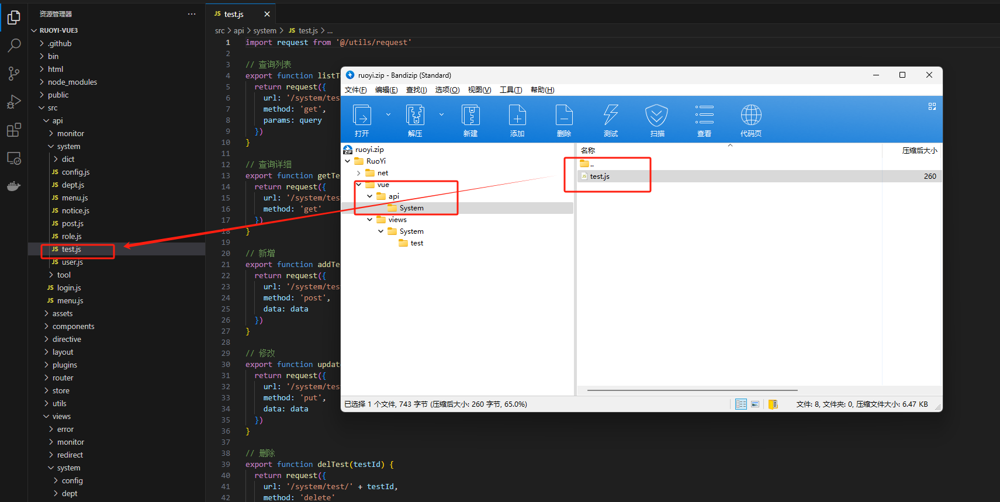 资源管理器
RUOYI-VUE3
.github
bin
html
node_modules
public
src
api
monitor
system
dict
JS config.js
JS dept.js
JS menu.js
JS notice.js
JS post.js
JS role.js
JS test.js
JS user.js
tool
JS login.js
JS menu.js
assets
components
directive
layout
plugins
router
store
utils
views
error
monitor
redirect
system
config
dept
JS test.js
src > api > system > JS test.js > ...
1 import request from '@/utils/request'
2
3 // 查询列表
4 export function listTe
5 return request({
6 url: '/system/tes
7 method: 'get',
8 params: query
9 })
10 }
11
12 // 查询详细
13 export function getTe
14 return request({
15 url: '/system/tes
16 method: 'get'
17 })
18 }
19
20 // 新增
21 export function addTe
22 return request({
23 url: '/system/tes
24 method: 'post',
25 data: data
26 })
27 }
28
29 // 修改
30 export function updat
31 return request({
32 url: '/system/tes
33 method: 'put',
34 data: data
35 })
36 }
37
38 // 删除
39 export function delTest(testId) {
40 return request({
41 url: '/system/test/' + testId,
42 method: 'delete'
ruoyi.zip - Bandizip (Standard)
文件(F) 编辑(E) 查找(I) 选项(O) 视图(V) 工具(T) 帮助(H)
打开 解压 新建 添加 删除 测试 扫描 查看 代码页
ZIP ruoyi.zip
RuoYi
net
vue
api
System
views
System
test
名称 压缩后大小
..
JS test.js 260
已选择 1 个文件, 743 字节 (压缩后大小: 260 字节, 65.0%)
文件: 8, 文件夹: 0, 压缩文件大小: 6.47 KB